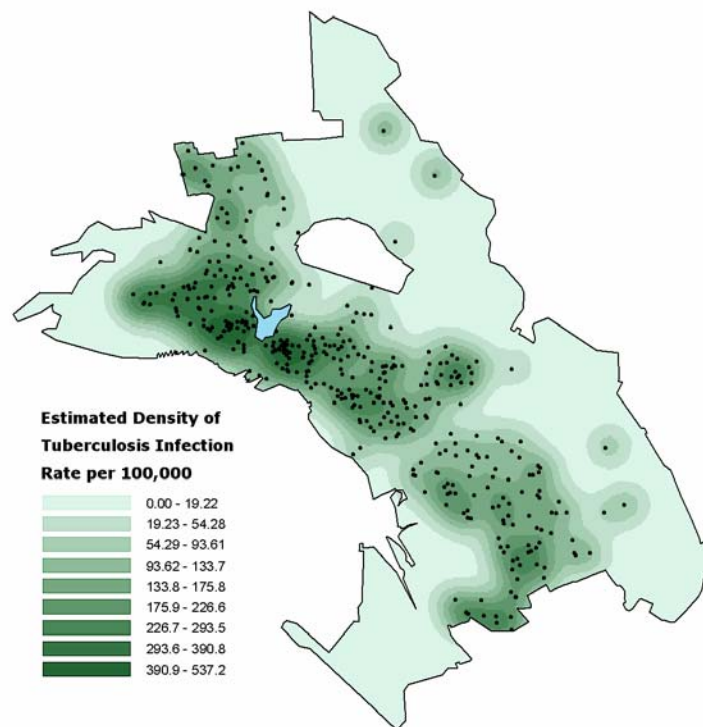 Estimated Density of
Tuberculosis Infection
Rate per 100,000
0.00 - 19.22
19.23 - 54.28
54.29 - 93.61
93.62 - 133.7
133.8 - 175.8
175.9 - 226.6
226.7 - 293.5
293.6 - 390.8
390.9 - 537.2